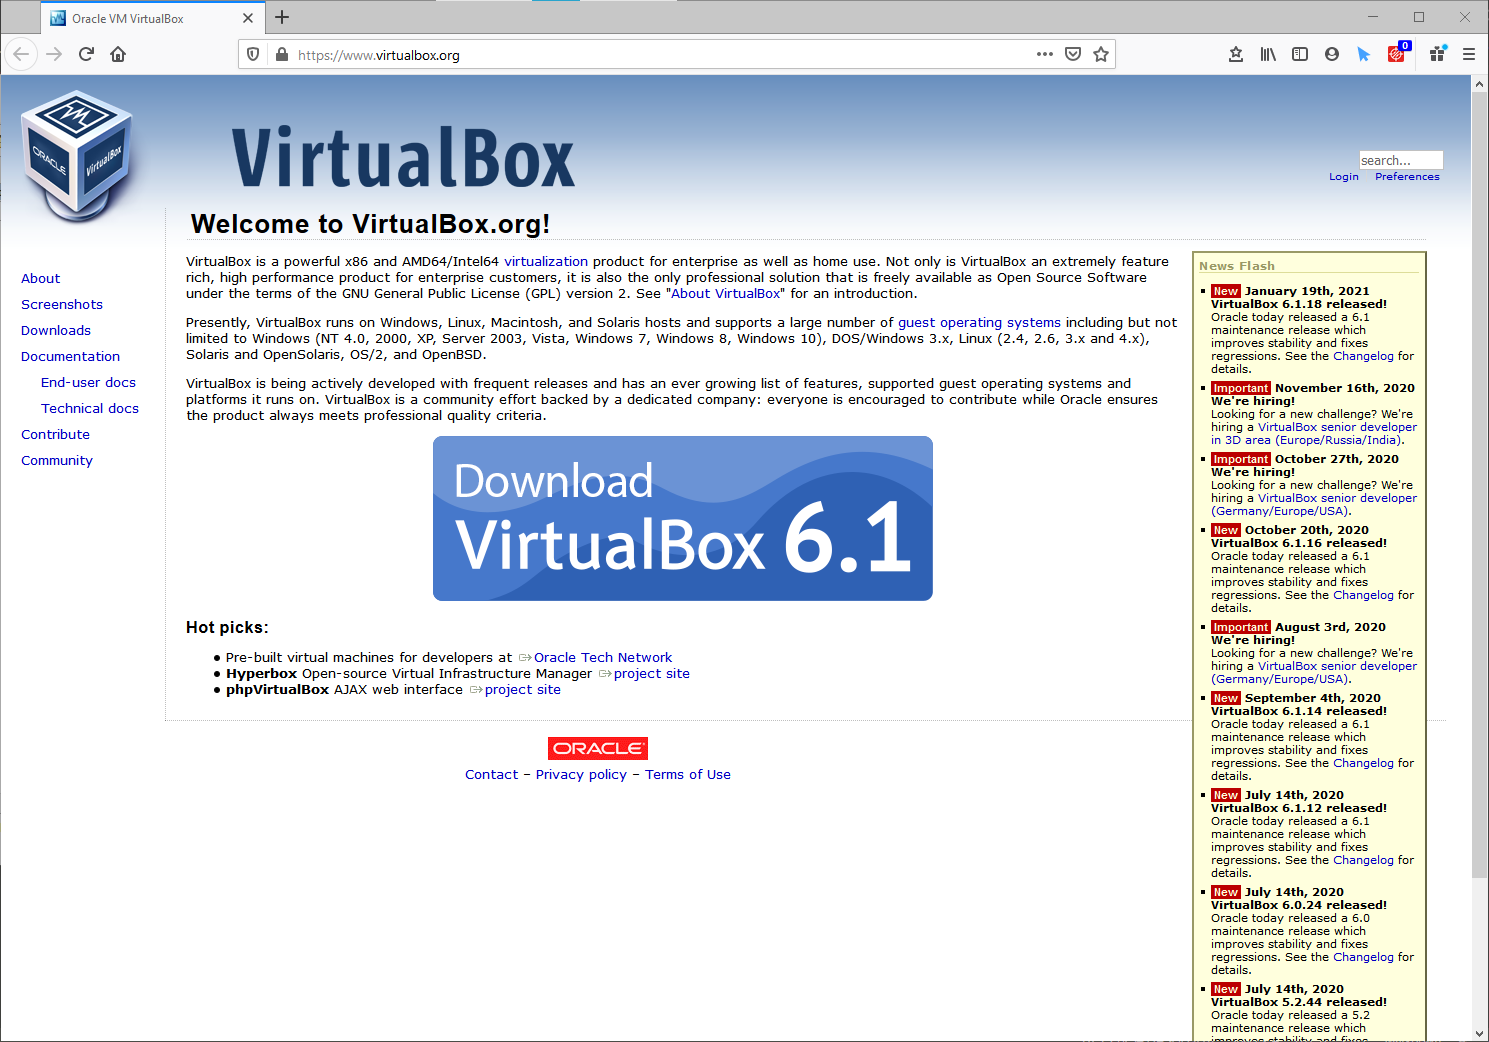 Oracle VM VirtualBox
https://www.virtualbox.org
0
ORACLE
VirtualBox
VirtualBox
search...
Login Preferences
Welcome to VirtualBox.org!
About
Screenshots
Downloads
Documentation
End-user docs
Technical docs
Contribute
Community
VirtualBox is a powerful x86 and AMD64/Intel64 virtualization product for enterprise as well as home use. Not only is VirtualBox an extremely feature
rich, high performance product for enterprise customers, it is also the only professional solution that is freely available as Open Source Software
under the terms of the GNU General Public License (GPL) version 2. See "About VirtualBox" for an introduction.
Presently, VirtualBox runs on Windows, Linux, Macintosh, and Solaris hosts and supports a large number of guest operating systems including but not
limited to Windows (NT 4.0, 2000, XP, Server 2003, Vista, Windows 7, Windows 8, Windows 10), DOS/Windows 3.x, Linux (2.4, 2.6, 3.x and 4.x),
Solaris and OpenSolaris, OS/2, and OpenBSD.
VirtualBox is being actively developed with frequent releases and has an ever growing list of features, supported guest operating systems and
platforms it runs on. VirtualBox is a community effort backed by a dedicated company: everyone is encouraged to contribute while Oracle ensures
the product always meets professional quality criteria.
Download
VirtualBox 6.1
Hot picks:
• Pre-built virtual machines for developers at Oracle Tech Network
• Hyperbox Open-source Virtual Infrastructure Manager project site
• phpVirtualBox AJAX web interface project site
ORACLE
Contact – Privacy policy – Terms of Use
News Flash
New January 19th, 2021
VirtualBox 6.1.18 released!
Oracle today released a 6.1
maintenance release which
improves stability and fixes
regressions. See the Changelog for
details.
Important November 16th, 2020
We're hiring!
Looking for a new challenge? We're
hiring a VirtualBox senior developer
in 3D area (Europe/Russia/India).
Important October 27th, 2020
We're hiring!
Looking for a new challenge? We're
hiring a VirtualBox senior developer
(Germany/Europe/USA).
New October 20th, 2020
VirtualBox 6.1.16 released!
Oracle today released a 6.1
maintenance release which
improves stability and fixes
regressions. See the Changelog for
details.
Important August 3rd, 2020
We're hiring!
Looking for a new challenge? We're
hiring a VirtualBox senior developer
(Germany/Europe/USA).
New September 4th, 2020
VirtualBox 6.1.14 released!
Oracle today released a 6.1
maintenance release which
improves stability and fixes
regressions. See the Changelog for
details.
New July 14th, 2020
VirtualBox 6.1.12 released!
Oracle today released a 6.1
maintenance release which
improves stability and fixes
regressions. See the Changelog for
details.
New July 14th, 2020
VirtualBox 6.0.24 released!
Oracle today released a 6.0
maintenance release which
improves stability and fixes
regressions. See the Changelog for
details.
New July 14th, 2020
VirtualBox 5.2.44 released!
Oracle today released a 5.2
maintenance release which
improves stability and fixes